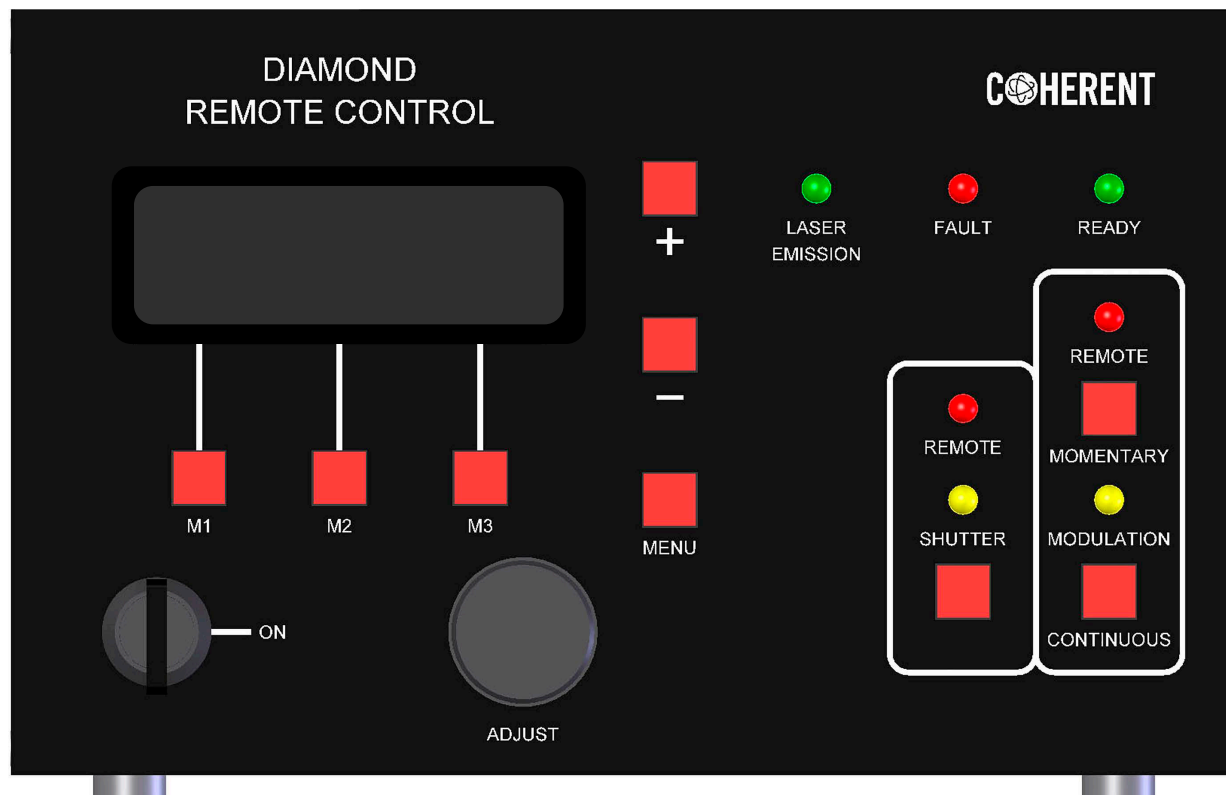 DIAMOND
REMOTE CONTROL
COHERENT
+
LASER
EMISSION
FAULT
READY
−
REMOTE
REMOTE
MOMENTARY
M1
M2
M3
MENU
SHUTTER
MODULATION
ON
CONTINUOUS
ADJUST